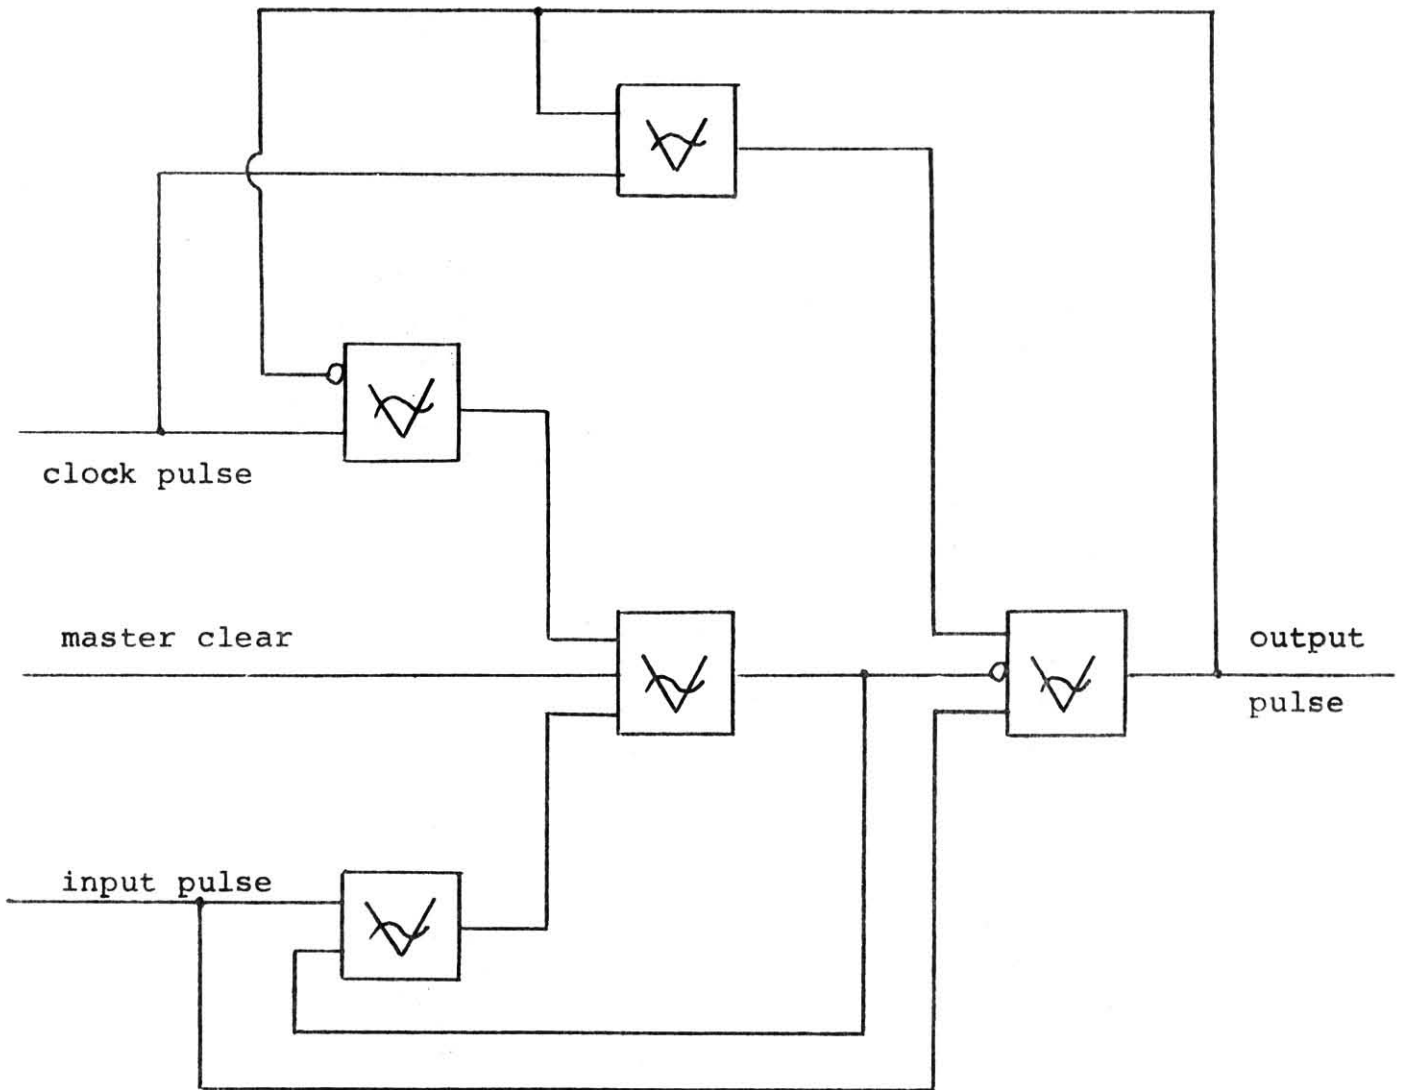 clock pulse
master clear
output
pulse
input pulse